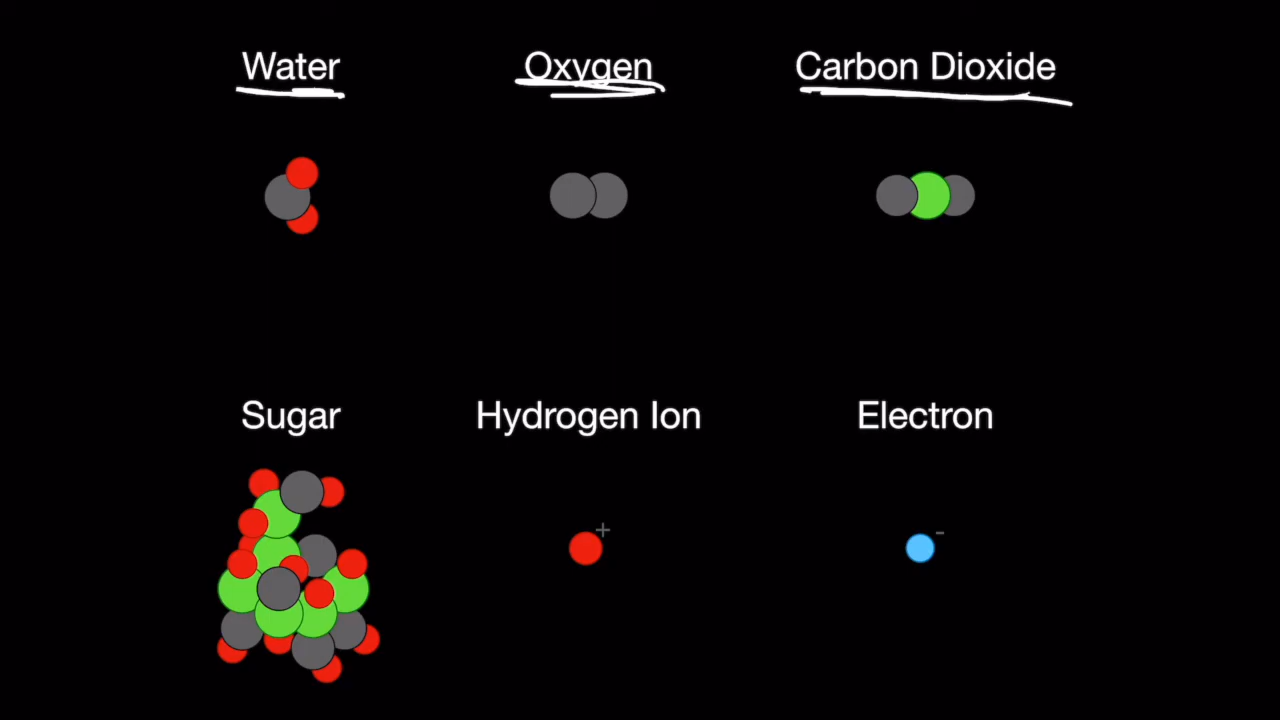 Water Oxygen Carbon Dioxide
Sugar Hydrogen Ion Electron
+ -